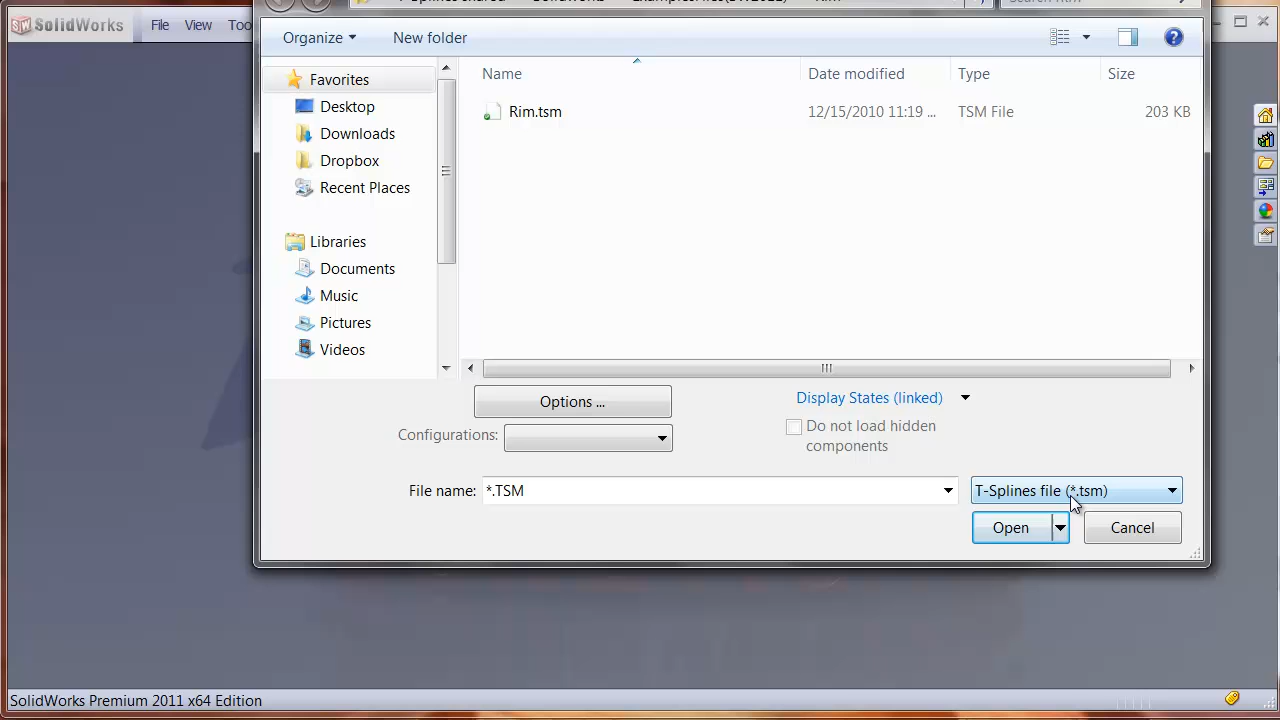 SW SolidWorks
File View Too
Organize New folder
Favorites
Desktop
Downloads
Dropbox
Recent Places
Libraries
Documents
Music
Pictures
Videos
Name Date modified Type Size
Rim.tsm 12/15/2010 11:19 ... TSM File 203 KB
Options ...
Configurations:
Display States (linked)
Do not load hidden
components
File name: *.TSM T-Splines file (*.tsm)
Open Cancel
SolidWorks Premium 2011 x64 Edition